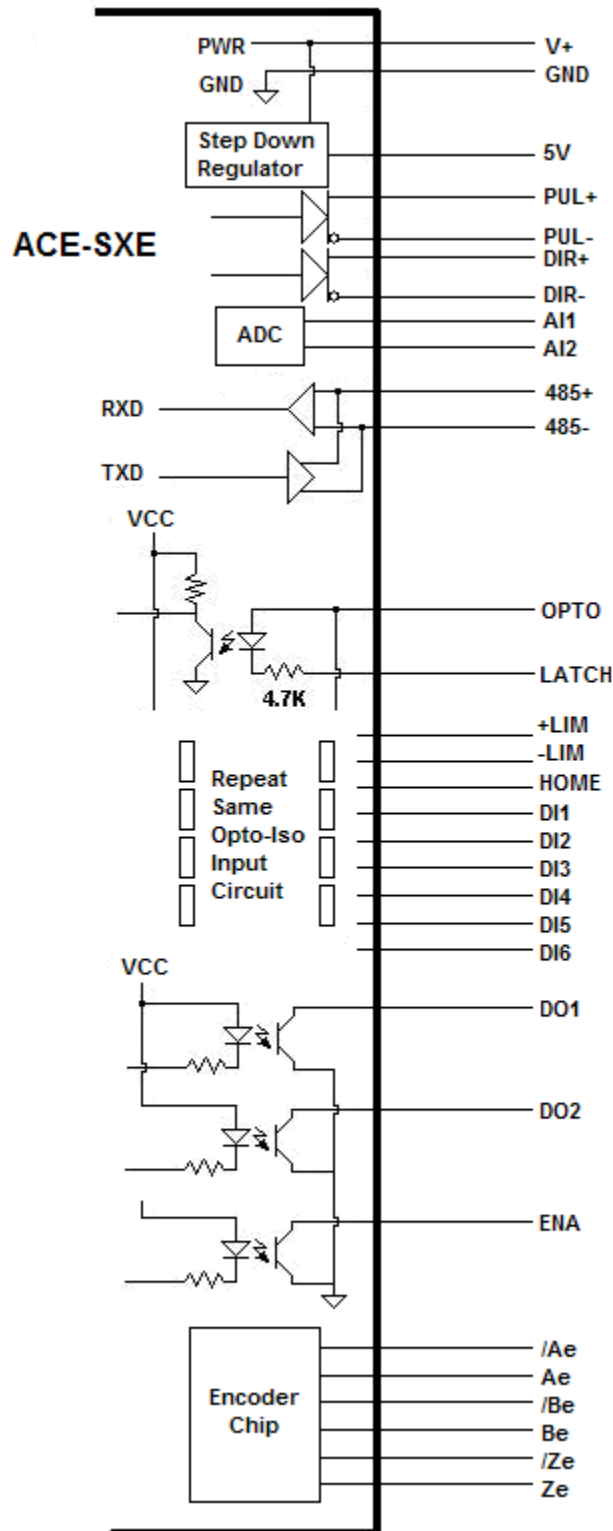 PWR
V+
GND
GND
Step Down
Regulator
5V
PUL+
ACE-SXE
PUL-
DIR+
DIR-
ADC
AI1
AI2
485+
RXD
485-
TXD
VCC
OPTO
LATCH
4.7K
+LIM
-LIM
Repeat
Same
Opto-Iso
Input
Circuit
HOME
DI1
DI2
DI3
DI4
DI5
DI6
VCC
DO1
DO2
ENA
Encoder
Chip
/Ae
Ae
/Be
Be
/Ze
Ze